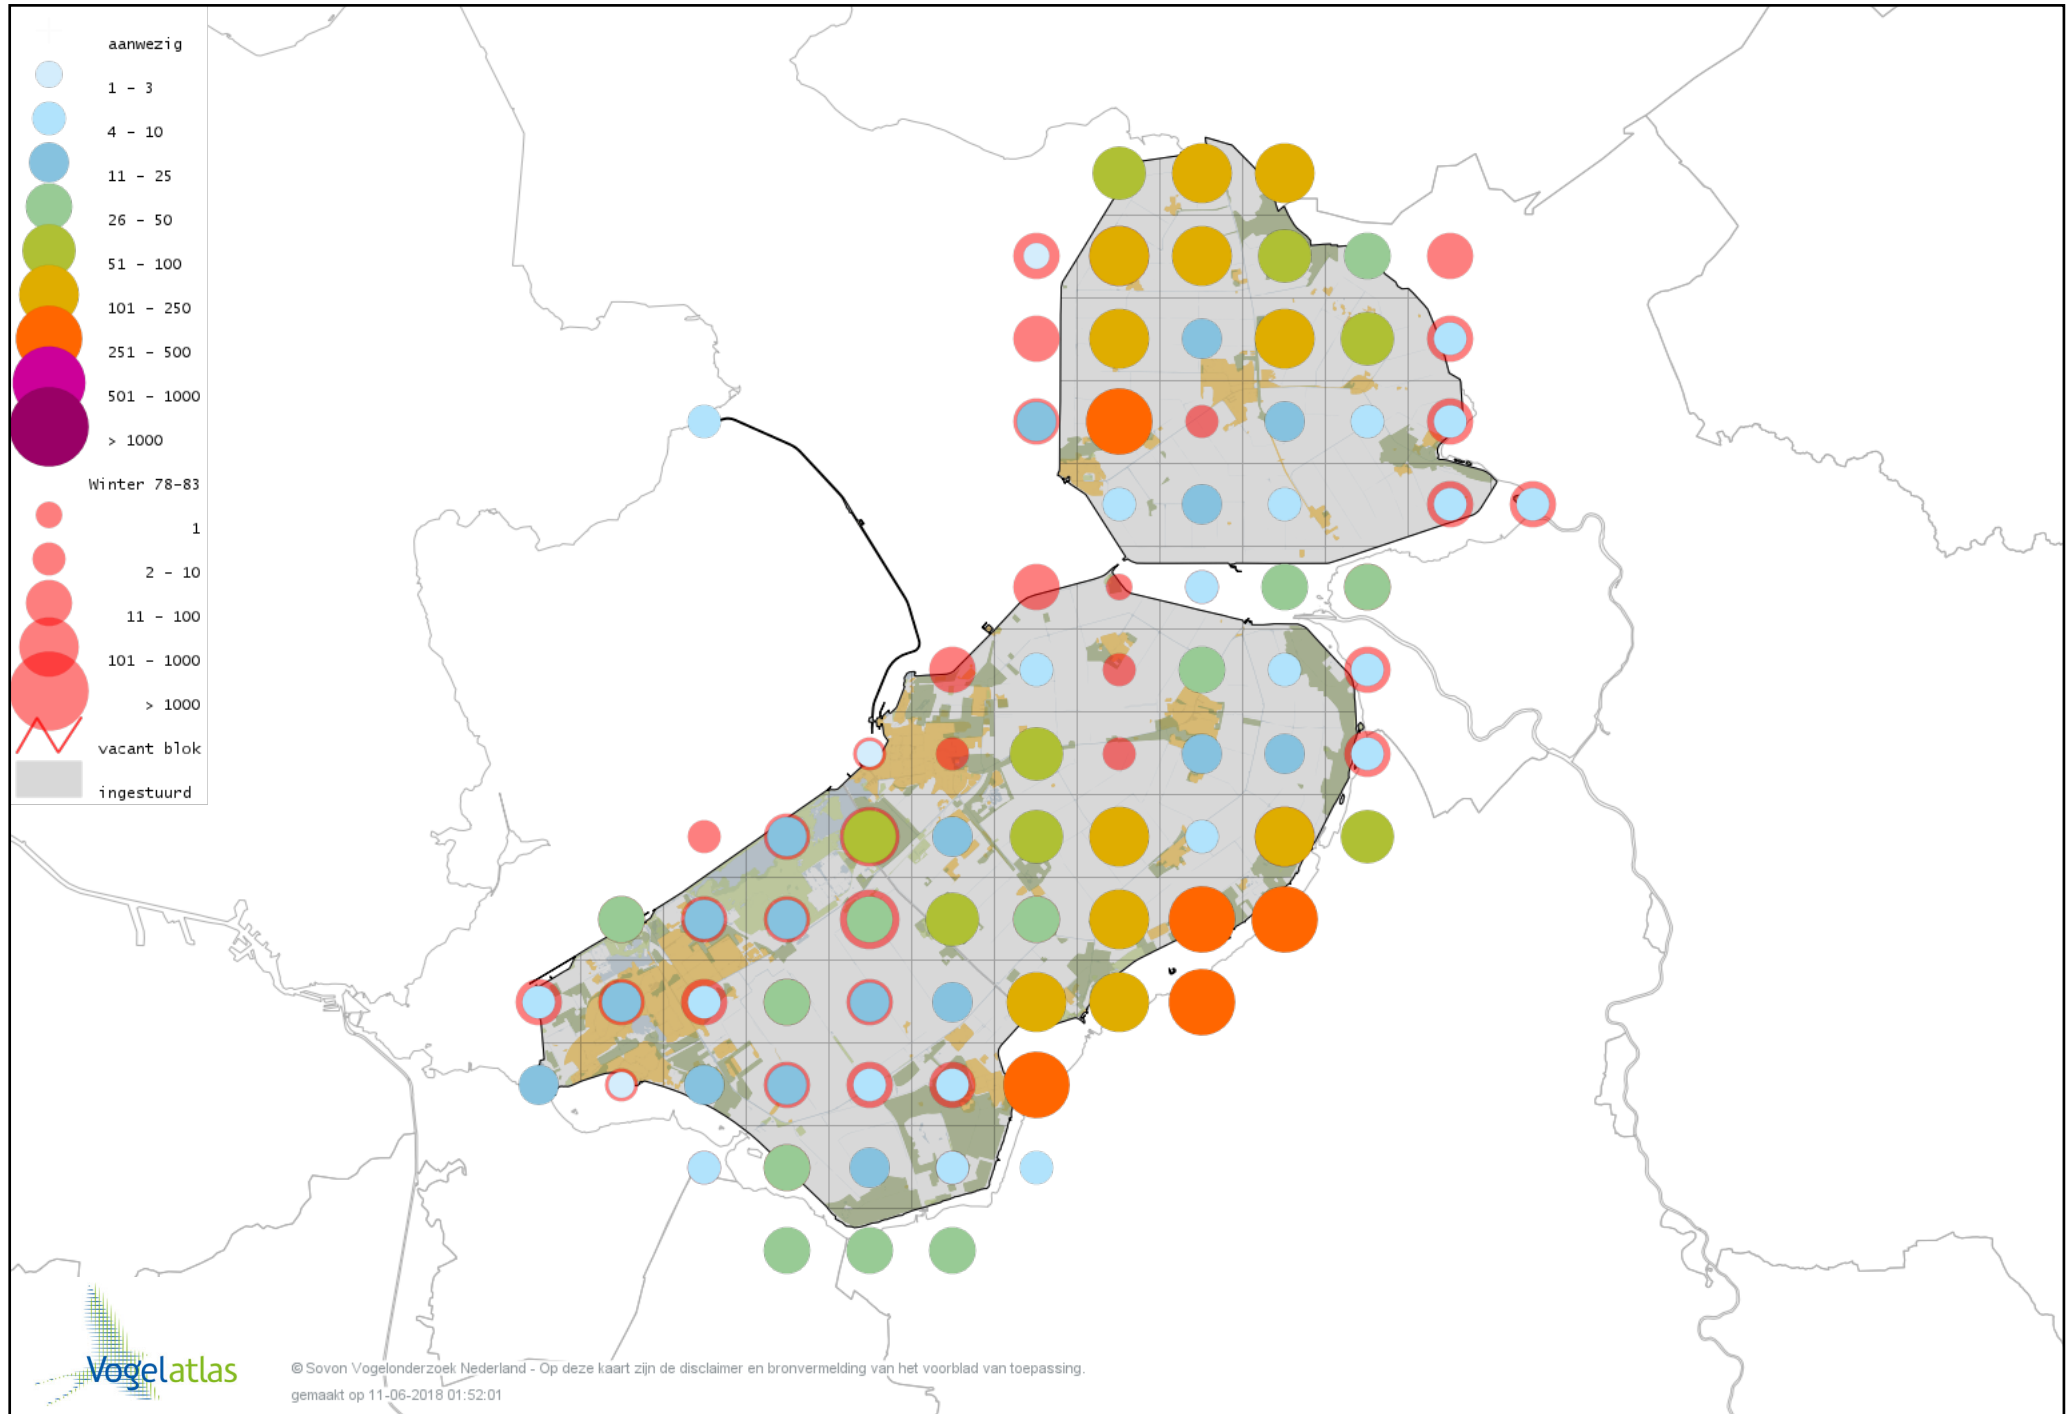 aanwezig
1 - 3
4 - 10
11 - 25
26 - 50
51 - 100
101 - 250
251 - 500
501 - 1000
> 1000
Winter 78-83
1
2 - 10
11 - 100
101 - 1000
> 1000
vacant blok
ingestuurd
Vogelatlas
© Sovon Vogelonderzoek Nederland - Op deze kaart zijn de disclaimer en bronvermelding van het voorblad van toepassing.
gemaakt op 11-06-2018 01:52:01